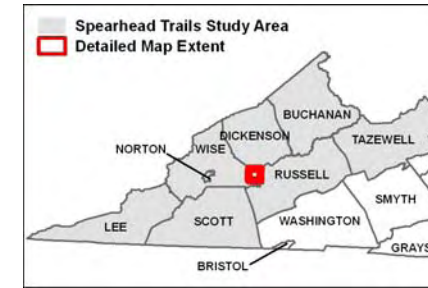 Spearhead Trails Study Area
Detailed Map Extent
BUCHANAN
DICKENSON
TAZEWELL
NORTON
WISE
RUSSELL
SMYTH
LEE
SCOTT
WASHINGTON
GRAYS
BRISTOL